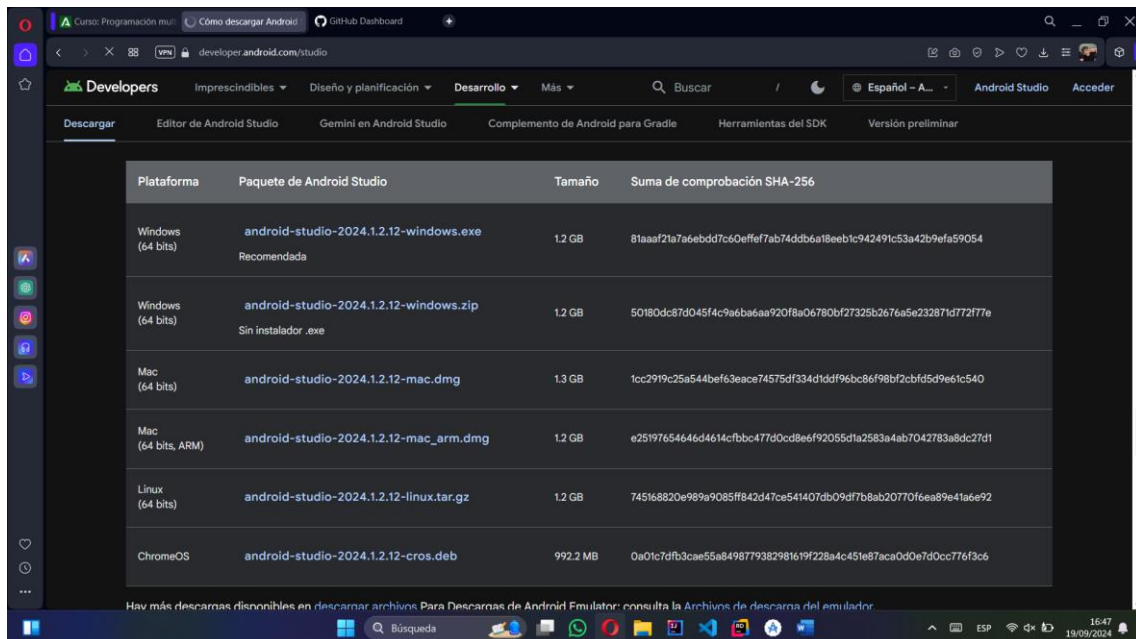 Curso: Programación mult
Cómo descargar Android
GitHub Dashboard
VPN
developer.android.com/studio
Developers
Imprescindibles
Diseño y planificación
Desarrollo
Más
Buscar
/
Español – A...
Android Studio
Acceder
Descargar
Editor de Android Studio
Gemini en Android Studio
Complemento de Android para Gradle
Herramientas del SDK
Versión preliminar
Plataforma Paquete de Android Studio Tamaño Suma de comprobación SHA-256
Windows
(64 bits)
android-studio-2024.1.2.12-windows.exe
Recomendada
1.2 GB
81aaaf21a7a6ebdd7c60effef7ab74ddb6a18eeb1c942491c53a42b9efa59054
Windows
(64 bits)
android-studio-2024.1.2.12-windows.zip
Sin instalador .exe
1.2 GB
50180dc87d045f4c9a6ba6aa920f8a06780bf27325b2676a5e232871d772f77e
Mac
(64 bits)
android-studio-2024.1.2.12-mac.dmg
1.3 GB
1cc2919c25a544bef63eace74575df334d1ddf96bc86f98bf2cbfd5d9e61c540
Mac
(64 bits, ARM)
android-studio-2024.1.2.12-mac_arm.dmg
1.2 GB
e25197654646d4614cfbbc477d0cd8e6f92055d1a2583a4ab7042783a8dc27d1
Linux
(64 bits)
android-studio-2024.1.2.12-linux.tar.gz
1.2 GB
745168820e989a9085ff842d47ce541407db09df7b8ab20770f6ea89e41a6e92
ChromeOS
android-studio-2024.1.2.12-cros.deb
992.2 MB
0a01c7dfb3cae55a8498779382981619f228a4c451e87aca0d0e7d0cc776f3c6
Hay más descargas disponibles en descargar archivos Para Descargas de Android Emulator: consulta la Archivos de descarga del emulador.
Búsqueda
ESP
16:47
19/09/2024